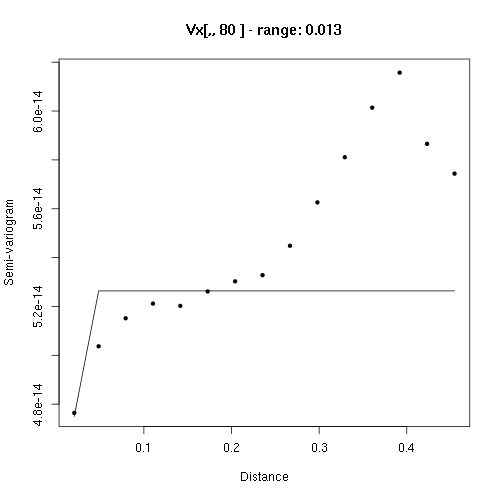 Vx[,, 80 ] - range: 0.013
6.0e-14
5.6e-14
5.2e-14
4.8e-14
Semi-variogram
0.1 0.2 0.3 0.4
Distance